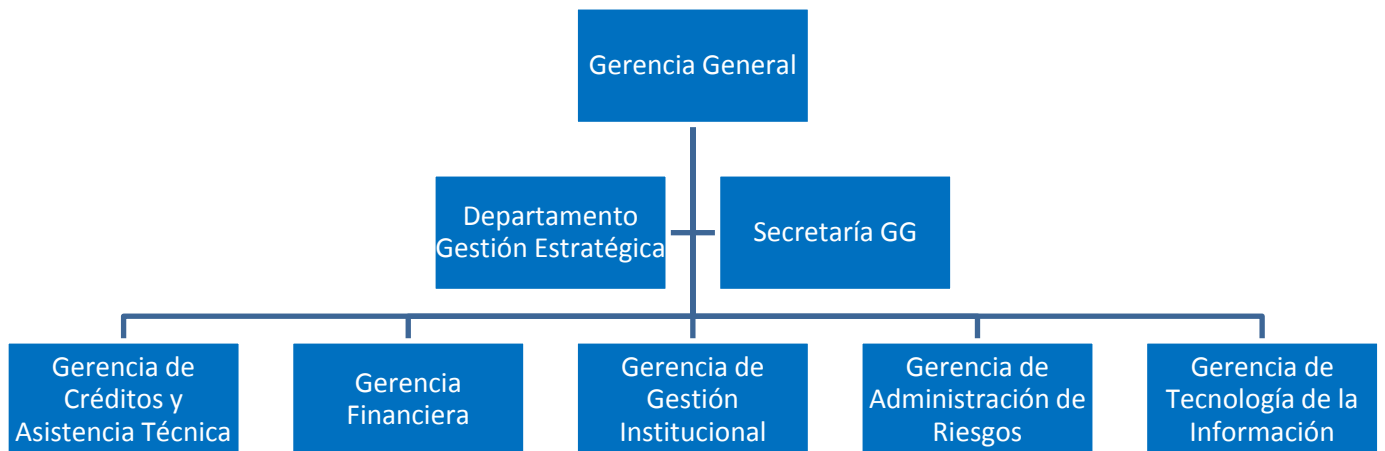 Gerencia General
Departamento
Gestión Estratégica
Secretaría GG
Gerencia de
Créditos y
Asistencia Técnica
Gerencia
Financiera
Gerencia de
Gestión
Institucional
Gerencia de
Administración de
Riesgos
Gerencia de
Tecnología de la
Información